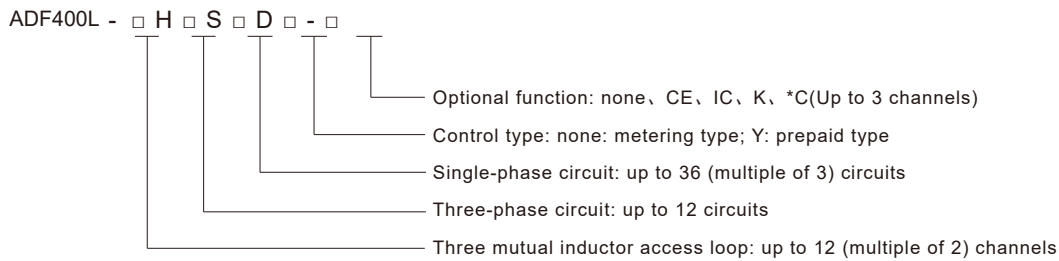 ADF400L - □ H □ S □ D □ - □
Optional function: none、CE、IC、K、*C(Up to 3 channels)
Control type: none: metering type; Y: prepaid type
Single-phase circuit: up to 36 (multiple of 3) circuits
Three-phase circuit: up to 12 circuits
Three mutual inductor access loop: up to 12 (multiple of 2) channels